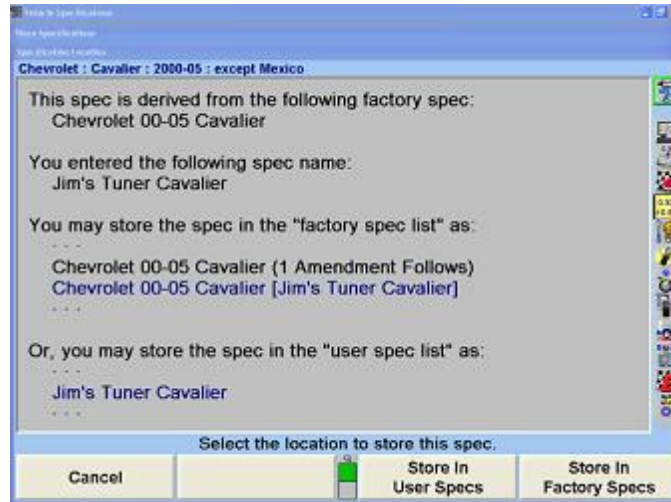 Store Specifications
Specification Location
Chevrolet : Cavalier : 2000-05 : except Mexico
This spec is derived from the following factory spec:
Chevrolet 00-05 Cavalier
You entered the following spec name:
Jim's Tuner Cavalier
You may store the spec in the "factory spec list" as:
. . .
Chevrolet 00-05 Cavalier (1 Amendment Follows)
Chevrolet 00-05 Cavalier [Jim's Tuner Cavalier]
. . .
Or, you may store the spec in the "user spec list" as:
. . .
Jim's Tuner Cavalier
. . .
Select the location to store this spec.
Cancel
Store In
User Specs
Store In
Factory Specs